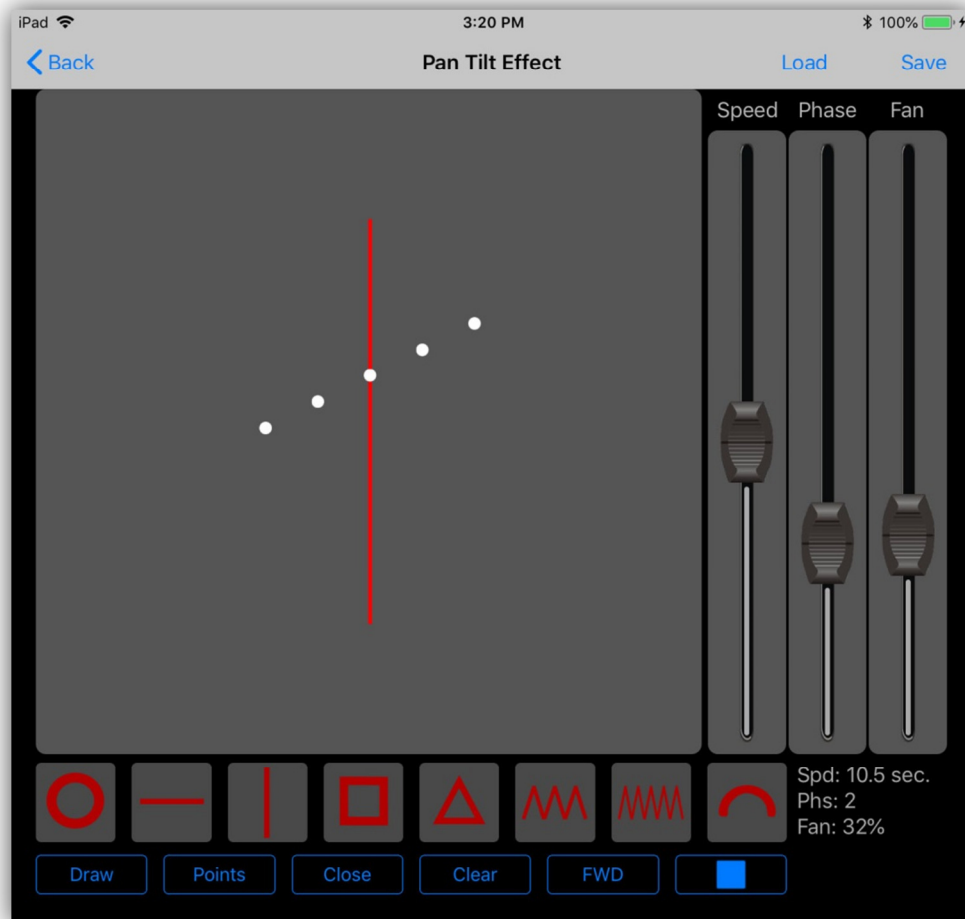 iPad 3:20 PM 100%
Back Pan Tilt Effect Load Save
Speed Phase Fan
Spd: 10.5 sec.
Phs: 2
Fan: 32%
Draw Points Close Clear FWD